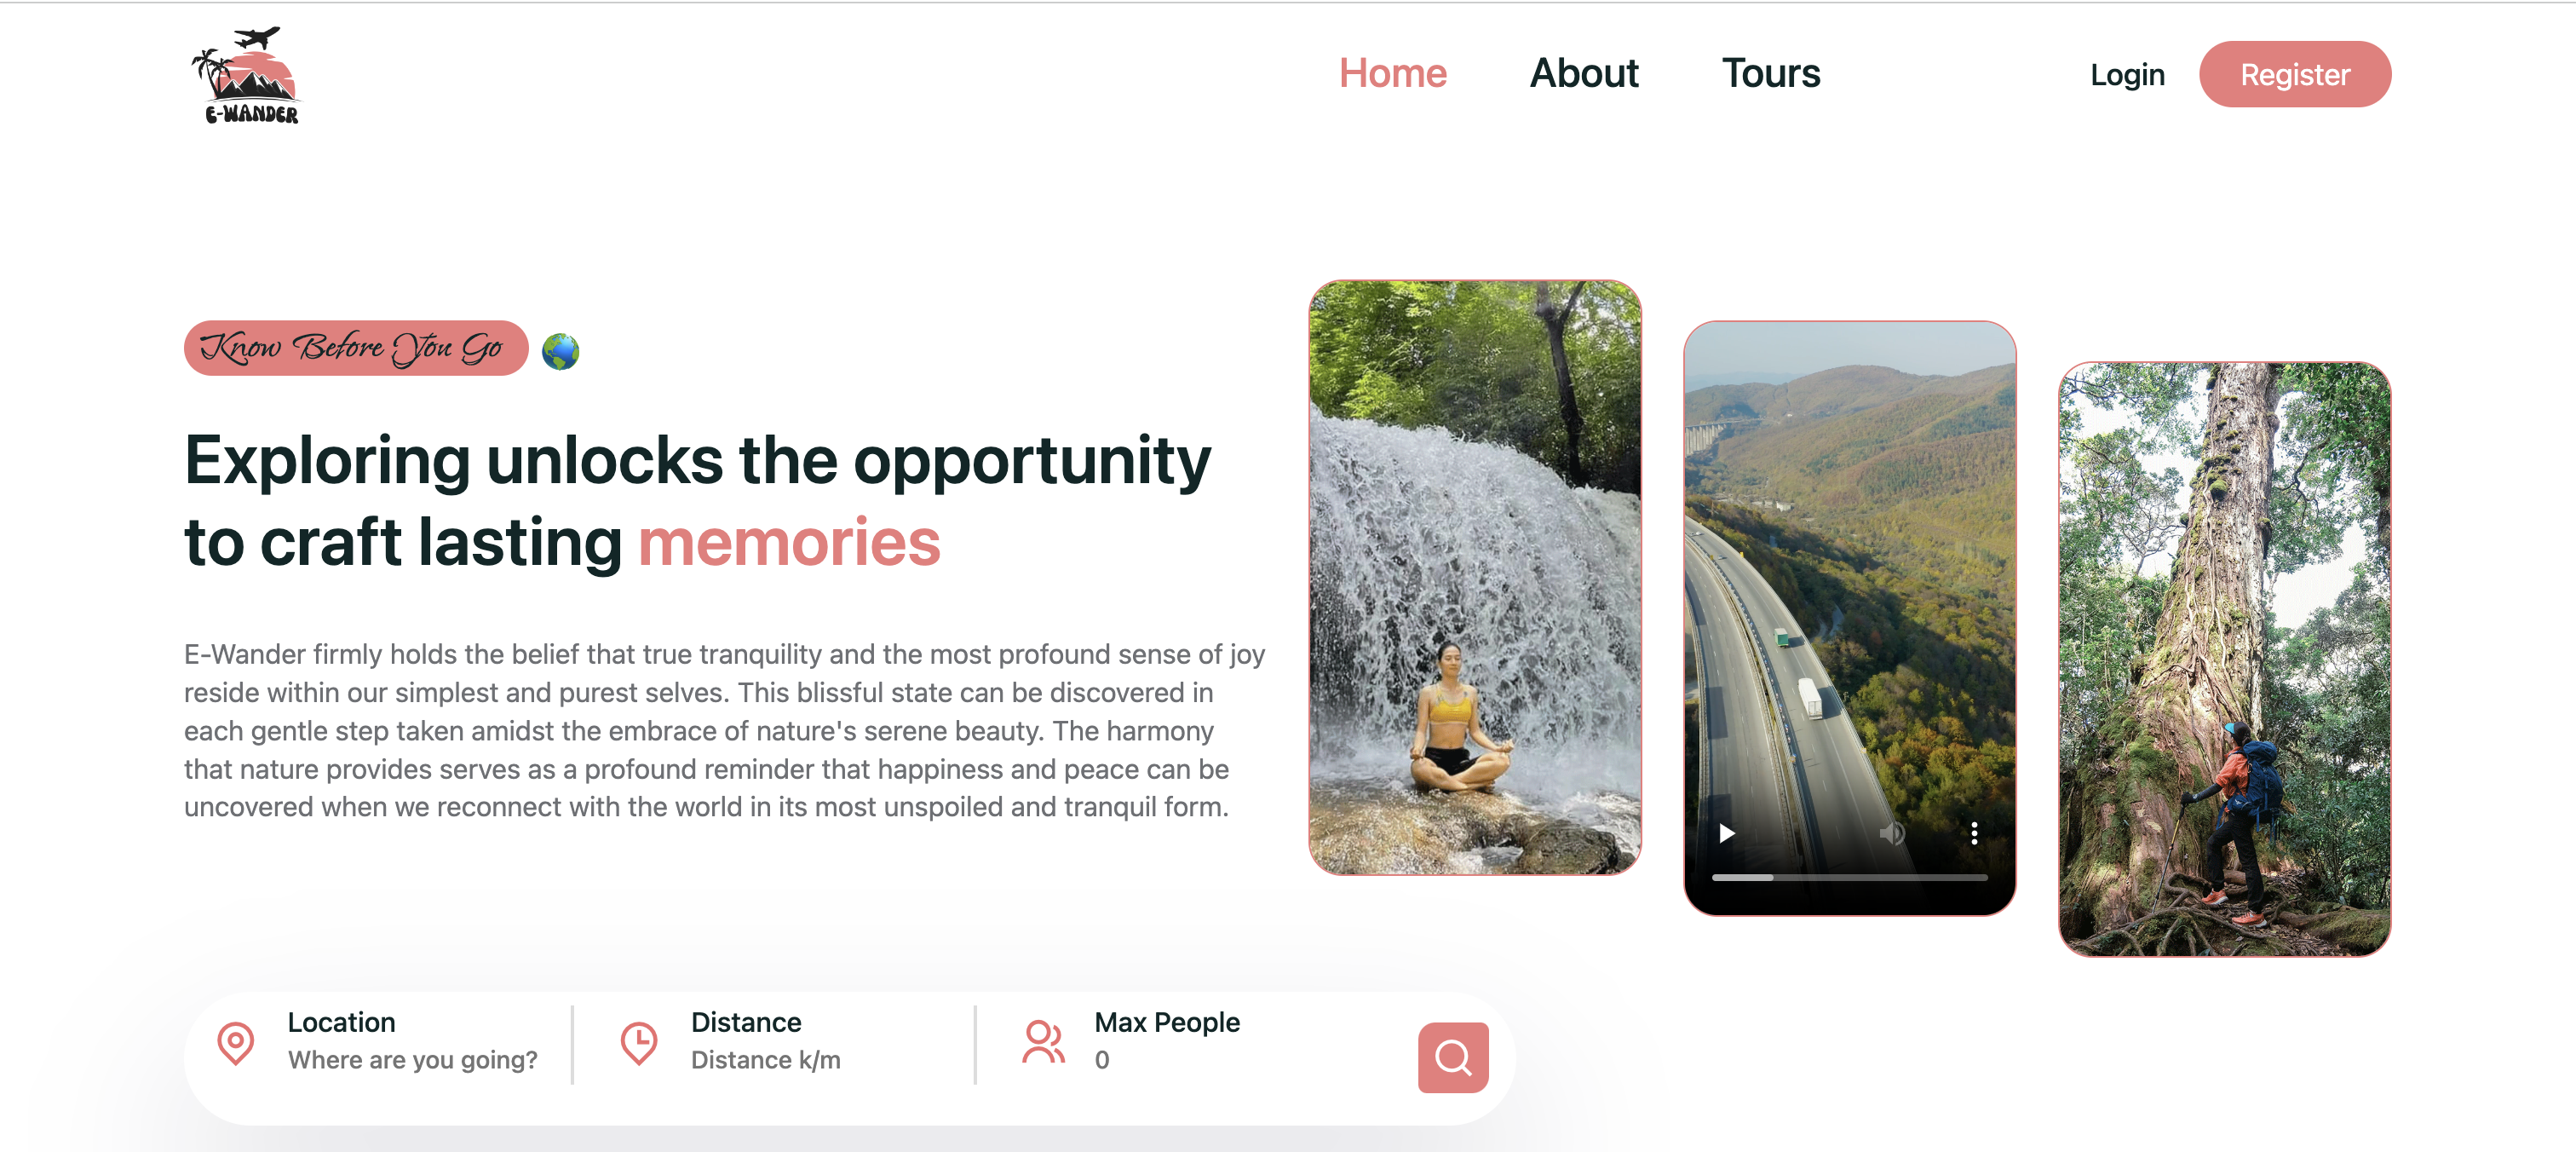 E-WANDER
Home
About
Tours
Login
Register
Know Before You Go
Exploring unlocks the opportunity
to craft lasting memories
E-Wander firmly holds the belief that true tranquility and the most profound sense of joy
reside within our simplest and purest selves. This blissful state can be discovered in
each gentle step taken amidst the embrace of nature's serene beauty. The harmony
that nature provides serves as a profound reminder that happiness and peace can be
uncovered when we reconnect with the world in its most unspoiled and tranquil form.
Location
Where are you going?
Distance
Distance k/m
Max People
0